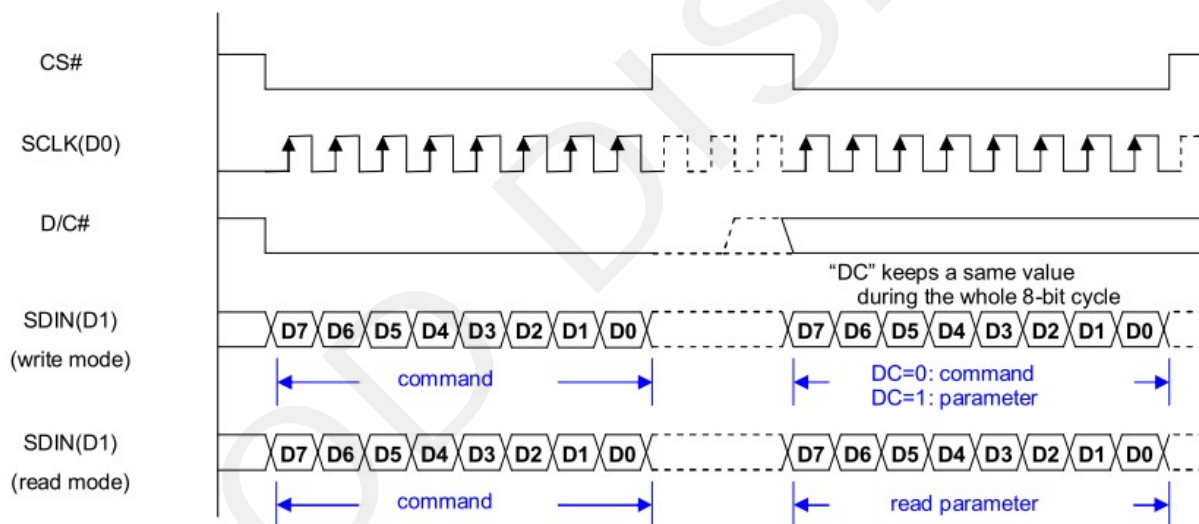 CS#
SCLK(D0)
D/C#
“DC” keeps a same value
during the whole 8-bit cycle
SDIN(D1)
(write mode)
D7 D6 D5 D4 D3 D2 D1 D0
D7 D6 D5 D4 D3 D2 D1 D0
command
DC=0: command
DC=1: parameter
SDIN(D1)
(read mode)
D7 D6 D5 D4 D3 D2 D1 D0
D7 D6 D5 D4 D3 D2 D1 D0
command
read parameter